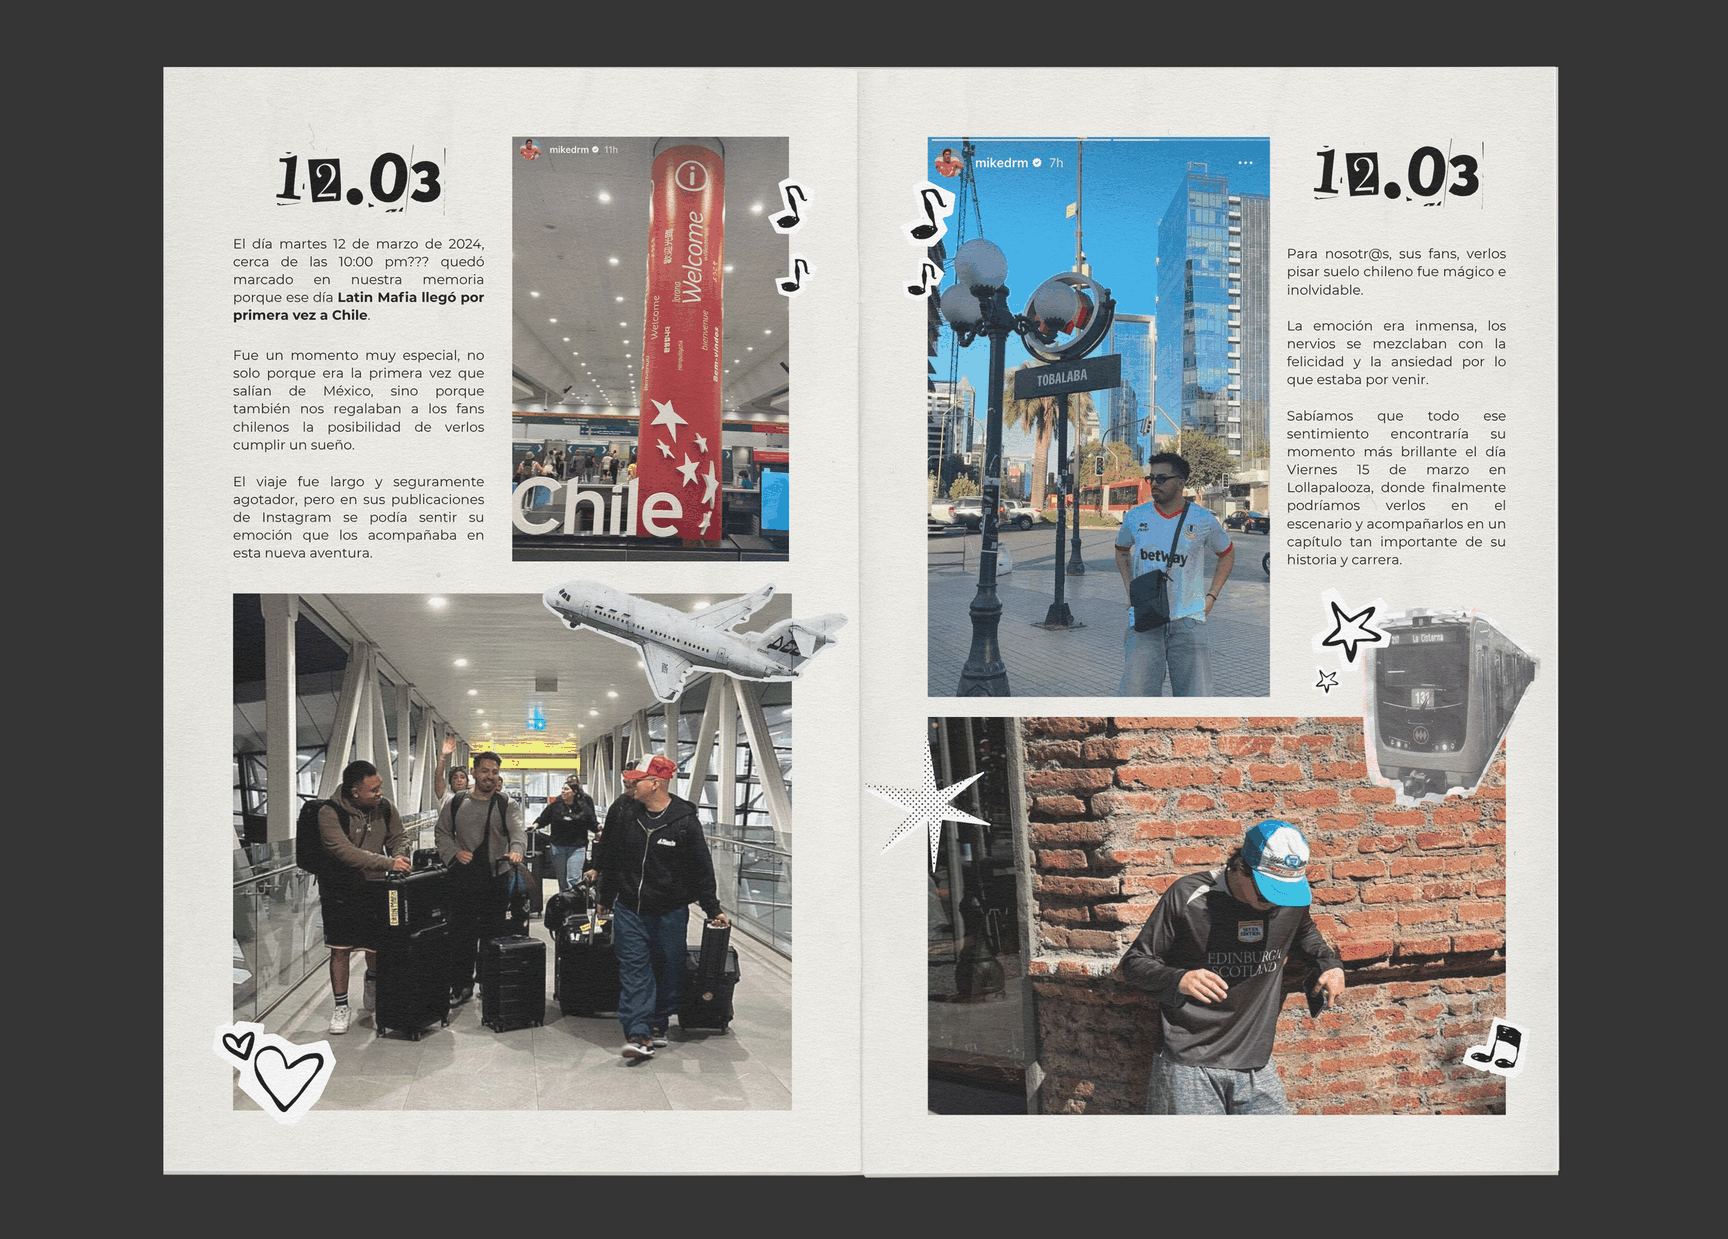 12.03
El día martes 12 de marzo de 2024,
cerca de las 10:00 pm??? quedó
marcado en nuestra memoria
porque ese día Latin Mafia llegó por
primera vez a Chile.
Fue un momento muy especial, no
solo porque era la primera vez que
salían de México, sino porque
también nos regalaban a los fans
chilenos la posibilidad de verlos
cumplir un sueño.
El viaje fue largo y seguramente
agotador, pero en sus publicaciones
de Instagram se podía sentir su
emoción que los acompañaba en
esta nueva aventura.
mikedrm 11h
i
Welcome
Welcome
bienvenue
Chile
mikedrm 7h
TOBALABA
betway
12.03
Para nosotr@s, sus fans, verlos
pisar suelo chileno fue mágico e
inolvidable.
La emoción era inmensa, los
nervios se mezclaban con la
felicidad y la ansiedad por lo
que estaba por venir.
Sabíamos que todo ese
sentimiento encontraría su
momento más brillante el día
Viernes 15 de marzo en
Lollapalooza, donde finalmente
podríamos verlos en el
escenario y acompañarlos en un
capítulo tan importante de su
historia y carrera.
La Cisterna
EDINBURGH
SCOTLAND